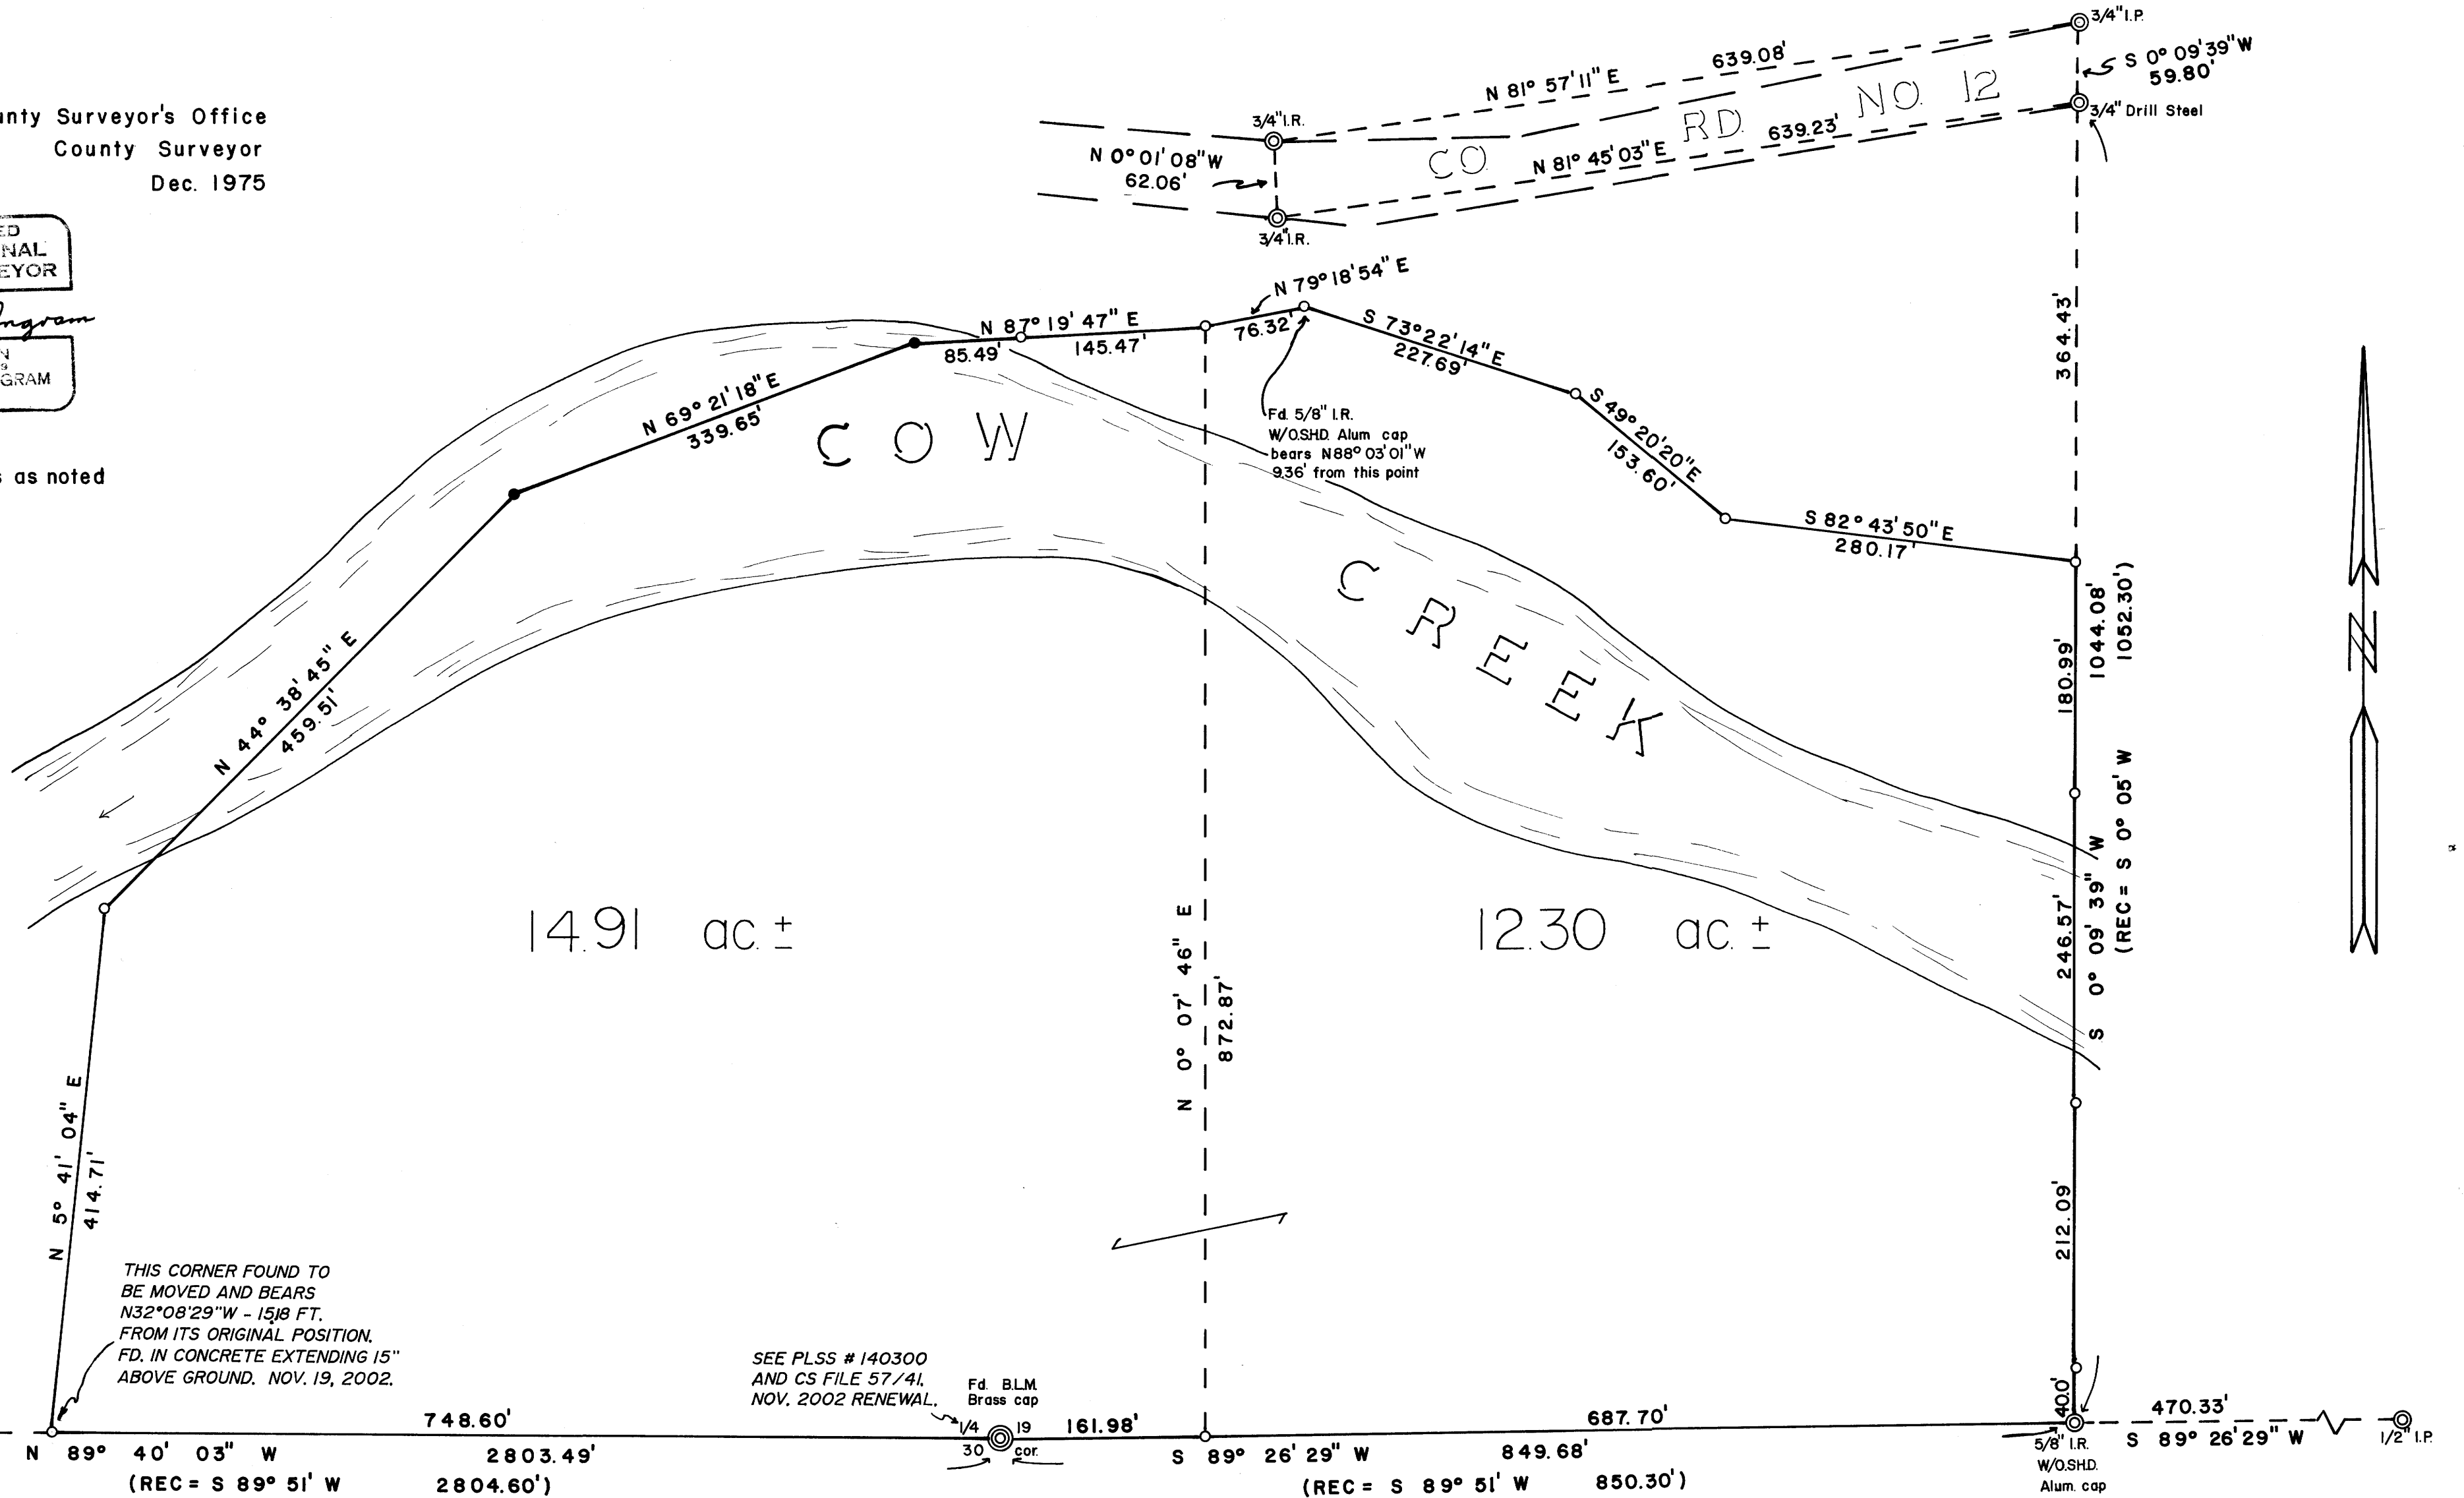 Surveyor's Office
County Surveyor
Dec. 1975
as noted
3/4" I.P.
S 0° 09' 39" W
59.80'
3/4" Drill Steel
N 81° 57' 11" E
639.08'
CO. RD. NO. 12
N 81° 45' 03" E
639.23'
3/4" I.R.
N 0° 01' 08" W
62.06'
3/4" I.R.
N 79° 18' 54" E
76.32'
N 87° 19' 47" E
85.49'
145.47'
S 73° 22' 14" E
227.69'
S 49° 20' 20" E
153.60'
S 82° 43' 50" E
280.17'
Fd. 5/8" I.R.
W/O.S.H.D. Alum cap
bears N88° 03' 01" W
9.36' from this point
N 69° 21' 18" E
339.65'
COW
CREEK
N 44° 38' 45" E
459.51'
N 5° 41' 04" E
414.71'
14.91 ac. ±
12.30 ac. ±
N 0° 07' 46" E
872.87'
364.43'
180.99'
246.57'
212.09'
40.0'
1044.08'
1052.30')
S 0° 09' 39" W
(REC = S 0° 05' W
N
THIS CORNER FOUND TO
BE MOVED AND BEARS
N32°08'29"W - 15.18 FT.
FROM ITS ORIGINAL POSITION.
FD. IN CONCRETE EXTENDING 15"
ABOVE GROUND. NOV. 19, 2002.
SEE PLSS # 140300
AND CS FILE 57/41.
NOV. 2002 RENEWAL.
Fd. B.L.M.
Brass cap
1/4 19
30 cor.
748.60'
161.98'
687.70'
470.33'
N 89° 40' 03" W 2803.49'
(REC = S 89° 51' W 2804.60')
S 89° 26' 29" W 849.68'
(REC = S 89° 51' W 850.30')
5/8" I.R.
W/O.S.H.D.
Alum. cap
S 89° 26' 29" W
1/2" I.P.